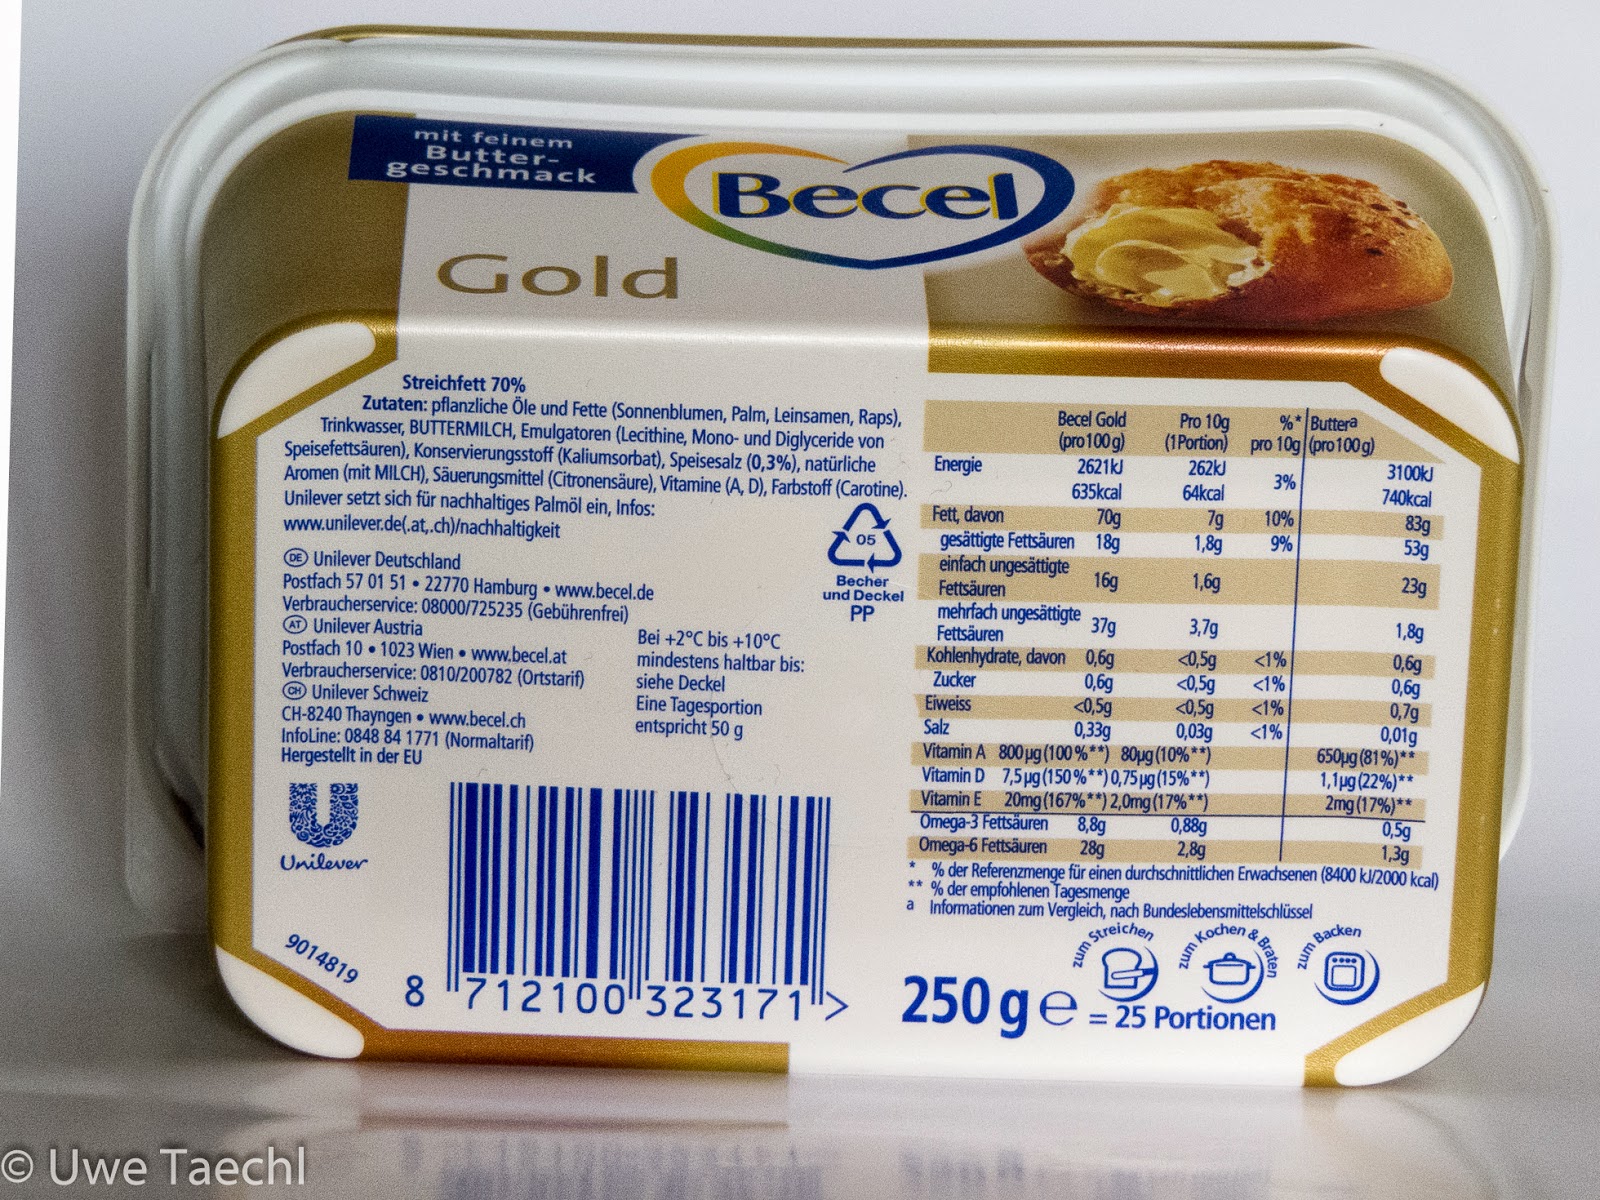 mit feinem
Butter-
geschmack
Becel
Gold
Streichfett 70%
Zutaten: pflanzliche Öle und Fette (Sonnenblumen, Palm, Leinsamen, Raps),
Trinkwasser, BUTTERMILCH, Emulgatoren (Lecithine, Mono- und Diglyceride von
Speisefettsäuren), Konservierungsstoff (Kaliumsorbat), Speisesalz (0,3%), natürliche
Aromen (mit MILCH), Säuerungsmittel (Citronensäure), Vitamine (A, D), Farbstoff (Carotine).
Unilever setzt sich für nachhaltiges Palmöl ein, Infos:
www.unilever.de(.at,.ch)/nachhaltigkeit
DE Unilever Deutschland
Postfach 57 01 51 • 22770 Hamburg • www.becel.de
Verbraucherservice: 08000/725235 (Gebührenfrei)
AT Unilever Austria
Postfach 10 • 1023 Wien • www.becel.at
Verbraucherservice: 0810/200782 (Ortstarif)
CH Unilever Schweiz
CH-8240 Thayngen • www.becel.ch
InfoLine: 0848 84 1771 (Normaltarif)
Hergestellt in der EU
05
Becher
und Deckel
PP
Bei +2°C bis +10°C
mindestens haltbar bis:
siehe Deckel
Eine Tagesportion
entspricht 50 g
Unilever
9014819
8 712100 323171 >
Becel Gold Pro 10g %* Butterª
(pro100 g) (1Portion) pro 10g (pro100 g)
Energie 2621kJ 262kJ 3% 3100kJ
635kcal 64kcal 740kcal
Fett, davon 70g 7g 10% 83g
gesättigte Fettsäuren 18g 1,8g 9% 53g
einfach ungesättigte
Fettsäuren 16g 1,6g 23g
mehrfach ungesättigte
Fettsäuren 37g 3,7g 1,8g
Kohlenhydrate, davon 0,6g <0,5g <1% 0,6g
Zucker 0,6g <0,5g <1% 0,6g
Eiweiss <0,5g <0,5g <1% 0,7g
Salz 0,33g 0,03g <1% 0,01g
Vitamin A 800µg (100%**) 80µg (10%**) 650µg (81%)**
Vitamin D 7,5µg (150%**) 0,75µg (15%**) 1,1µg (22%)**
Vitamin E 20mg (167%**) 2,0mg (17%**) 2mg (17%)**
Omega-3 Fettsäuren 8,8g 0,88g 0,5g
Omega-6 Fettsäuren 28g 2,8g 1,3g
* % der Referenzmenge für einen durchschnittlichen Erwachsenen (8400 kJ/2000 kcal)
** % der empfohlenen Tagesmenge
a Informationen zum Vergleich, nach Bundeslebensmittelschlüssel
zum Streichen
zum Kochen & Braten
zum Backen
250 g e = 25 Portionen
© Uwe Taechl